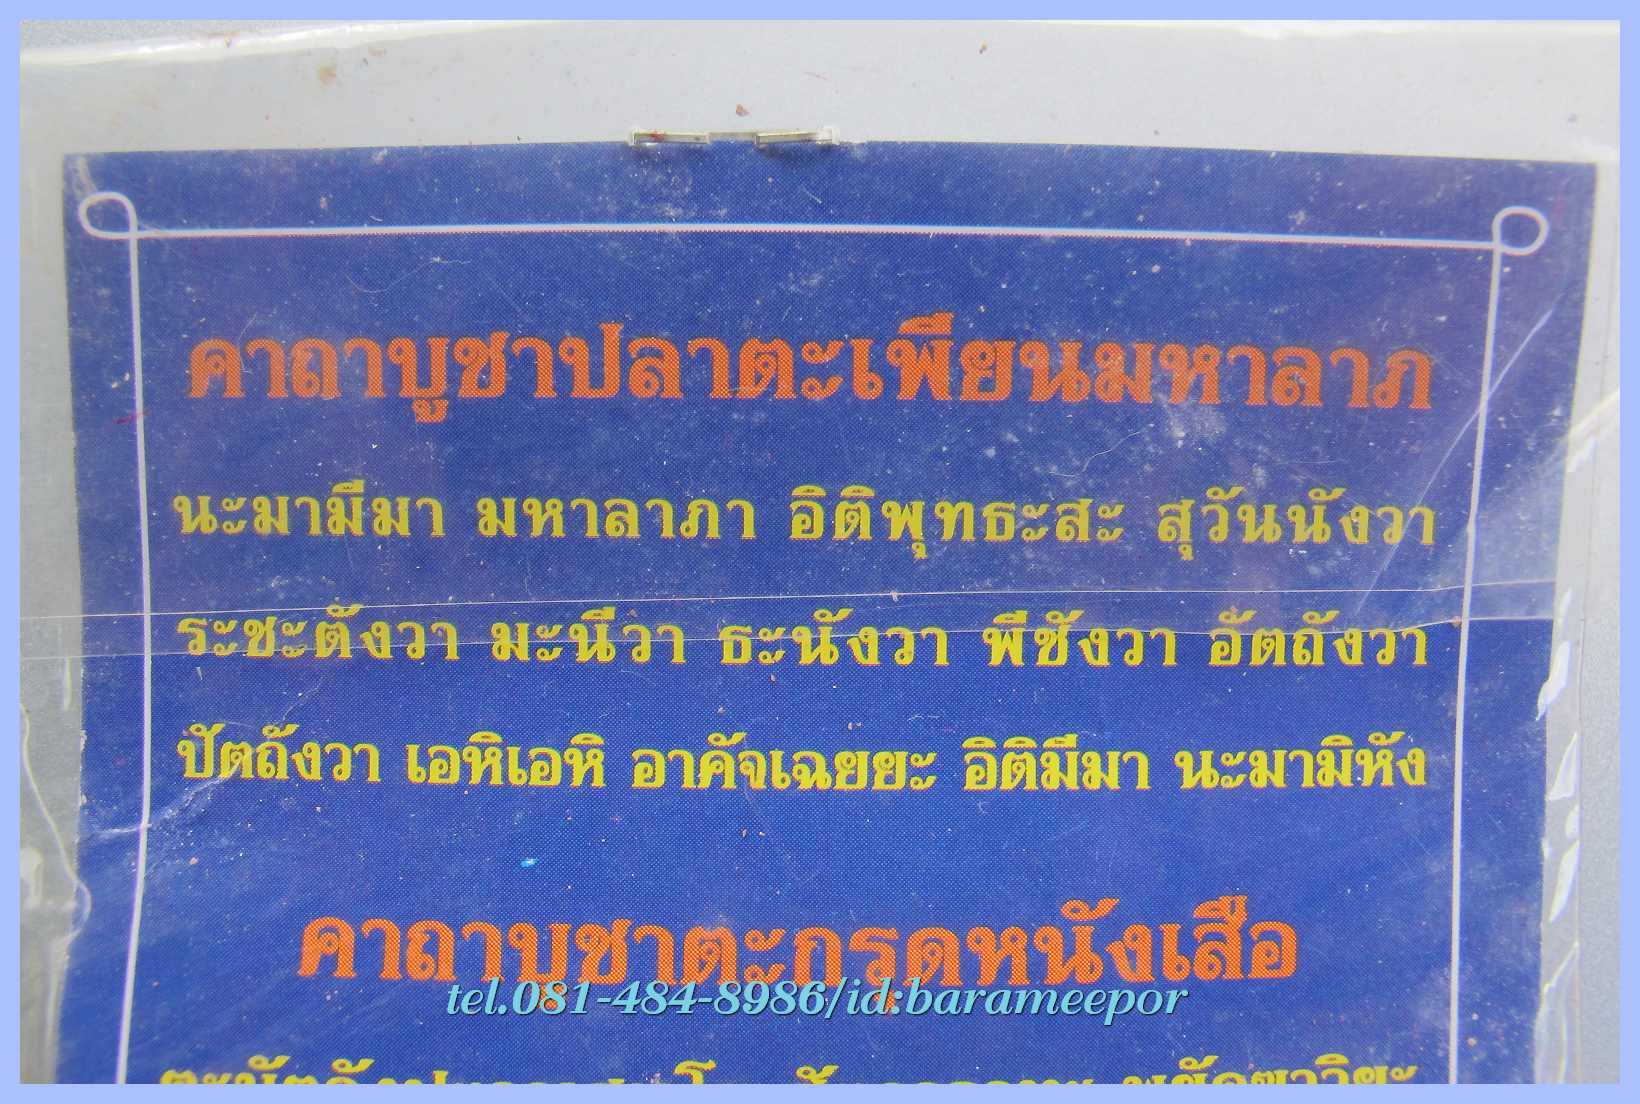 คาถาบูชาปลาตะเพียนมหาลาภ
นะมามีมา มหาลาภา อิติพุทธะสะ สุวันนังวา
ระชะตังวา มะนีวา ธะนังวา พีชังวา อัตถังวา
ปัตถังวา เอหิเอหิ อาคัจเฉยยะ อิติมีมา นะมามิหัง
คาถาบูชาตะกรุดหนังเสือ
tel.081-484-8986/id:barameepor